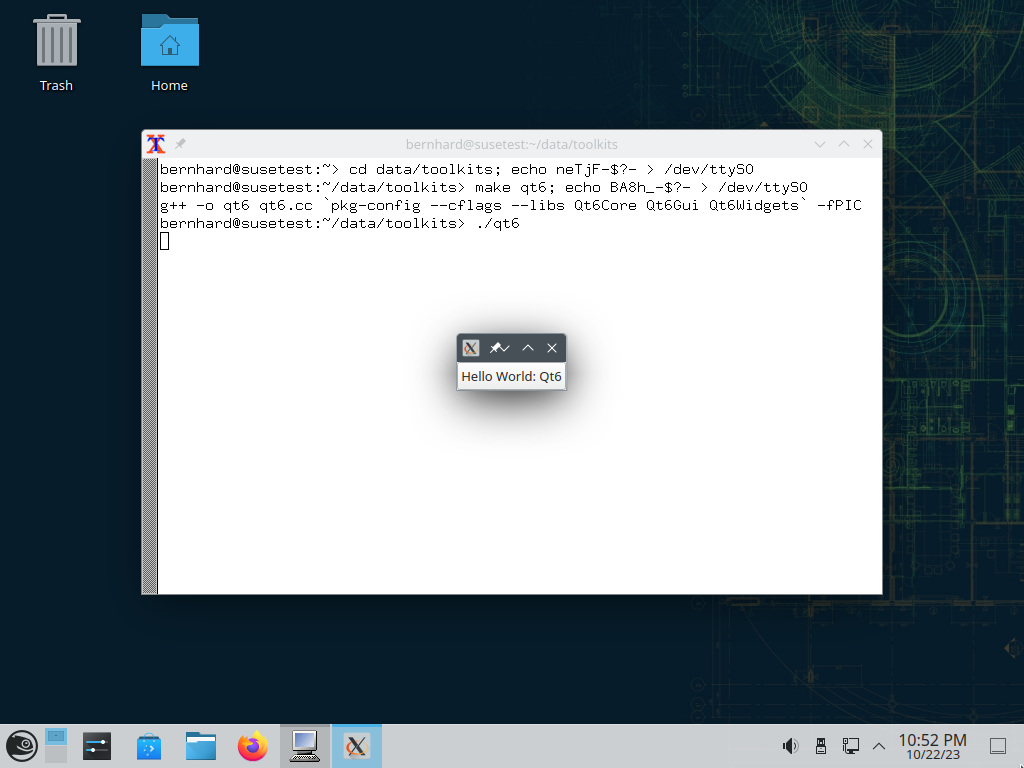 Trash
Home
bernhard@susetest:~/data/toolkits
bernhard@susetest:~> cd data/toolkits; echo neTjF-$?- > /dev/ttyS0
bernhard@susetest:~/data/toolkits> make qt6; echo BA8h_-$?- > /dev/ttyS0
g++ -o qt6 qt6.cc `pkg-config --cflags --libs Qt6Core Qt6Gui Qt6Widgets` -fPIC
bernhard@susetest:~/data/toolkits> ./qt6
Hello World: Qt6
10:52 PM
10/22/23